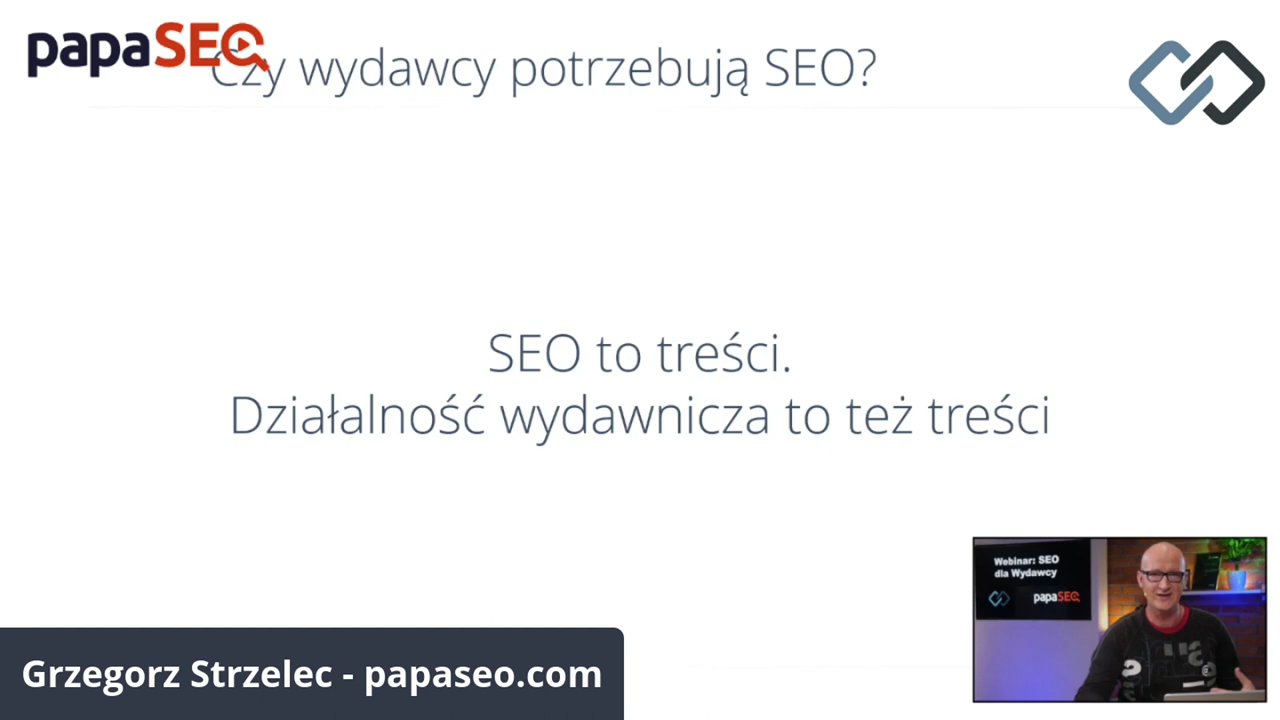 papaSEO
Czy wydawcy potrzebują SEO?
SEO to treści.
Działalność wydawnicza to też treści
Webinar: SEO
dla Wydawcy
papaSEO
Grzegorz Strzelec - papaseo.com